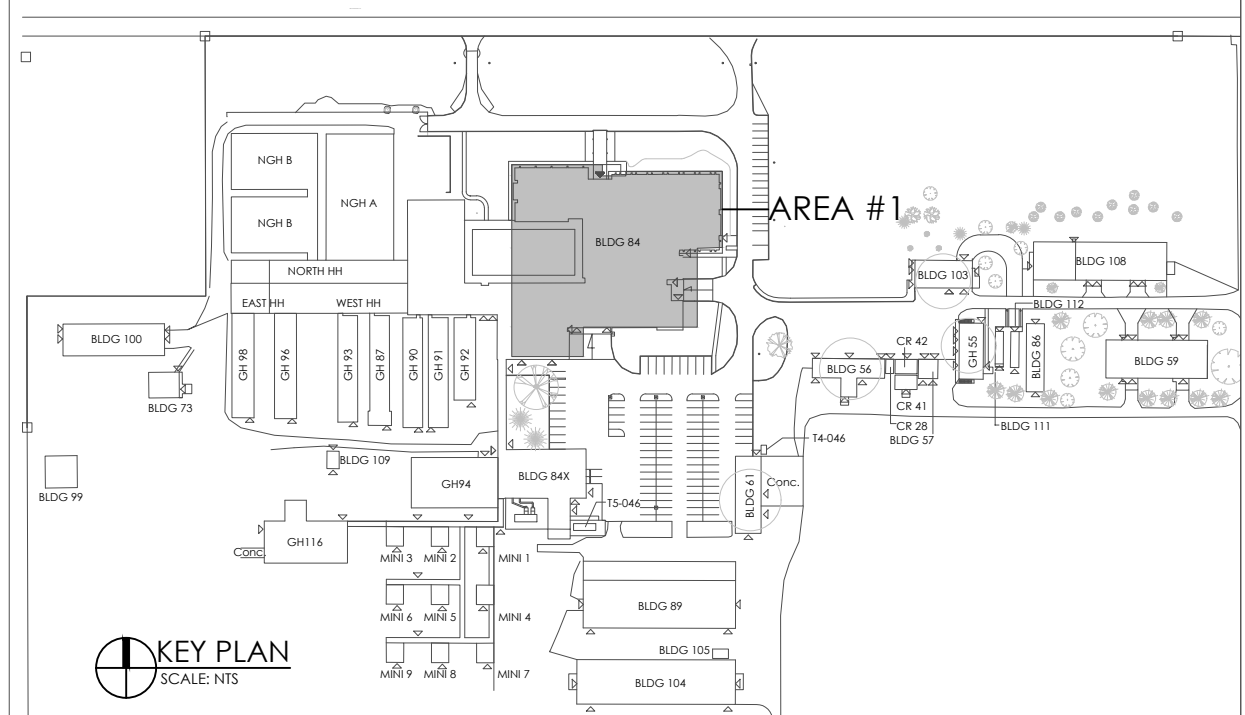 NGH B
NGH A
NGH B
BLDG 84
AREA #1
NORTH HH
EAST HH
WEST HH
BLDG 103
BLDG 108
BLDG 112
BLDG 100
BLDG 73
GH 98
GH 96
GH 93
GH 87
GH 90
GH 91
GH 92
CR 42
GH 55
BLDG 86
BLDG 59
BLDG 56
CR 41
CR 28
BLDG 57
BLDG 111
T4-046
BLDG 109
BLDG 99
GH94
BLDG 84X
BLDG 61
Conc.
T5-046
GH116
Conc.
MINI 3
MINI 2
MINI 1
MINI 6
MINI 5
MINI 4
BLDG 89
MINI 9
MINI 8
MINI 7
BLDG 105
BLDG 104
KEY PLAN
SCALE: NTS